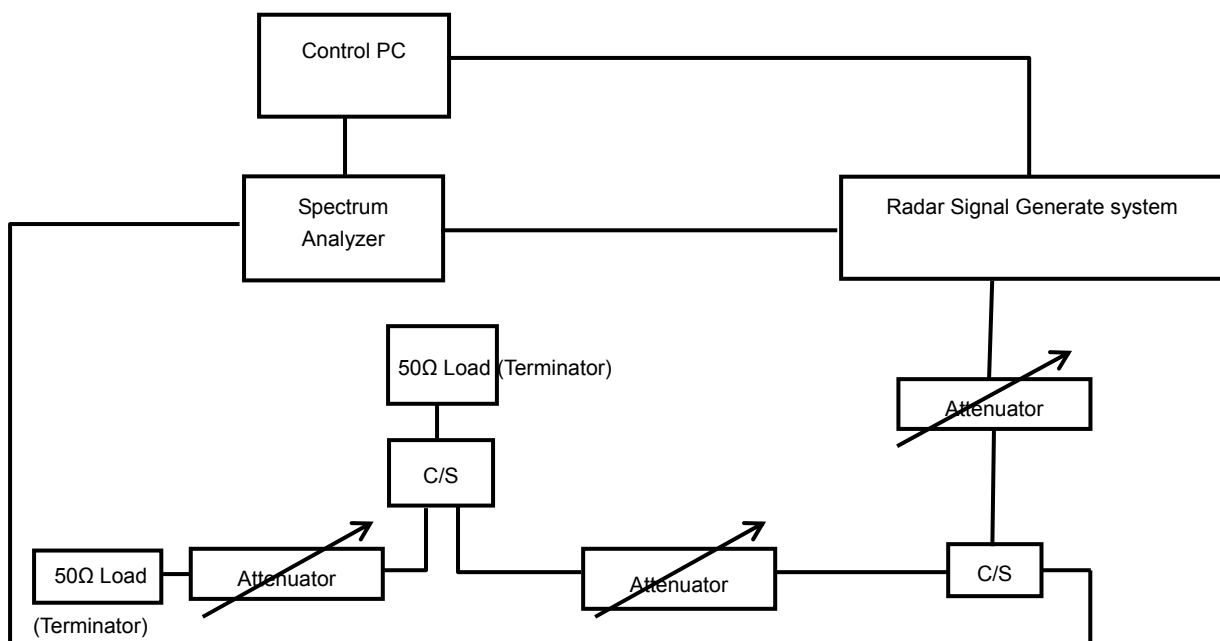 Control PC
Spectrum
Analyzer
Radar Signal Generate system
50Ω Load (Terminator)
Attenuator
C/S
50Ω Load
(Terminator)
Attenuator
Attenuator
C/S